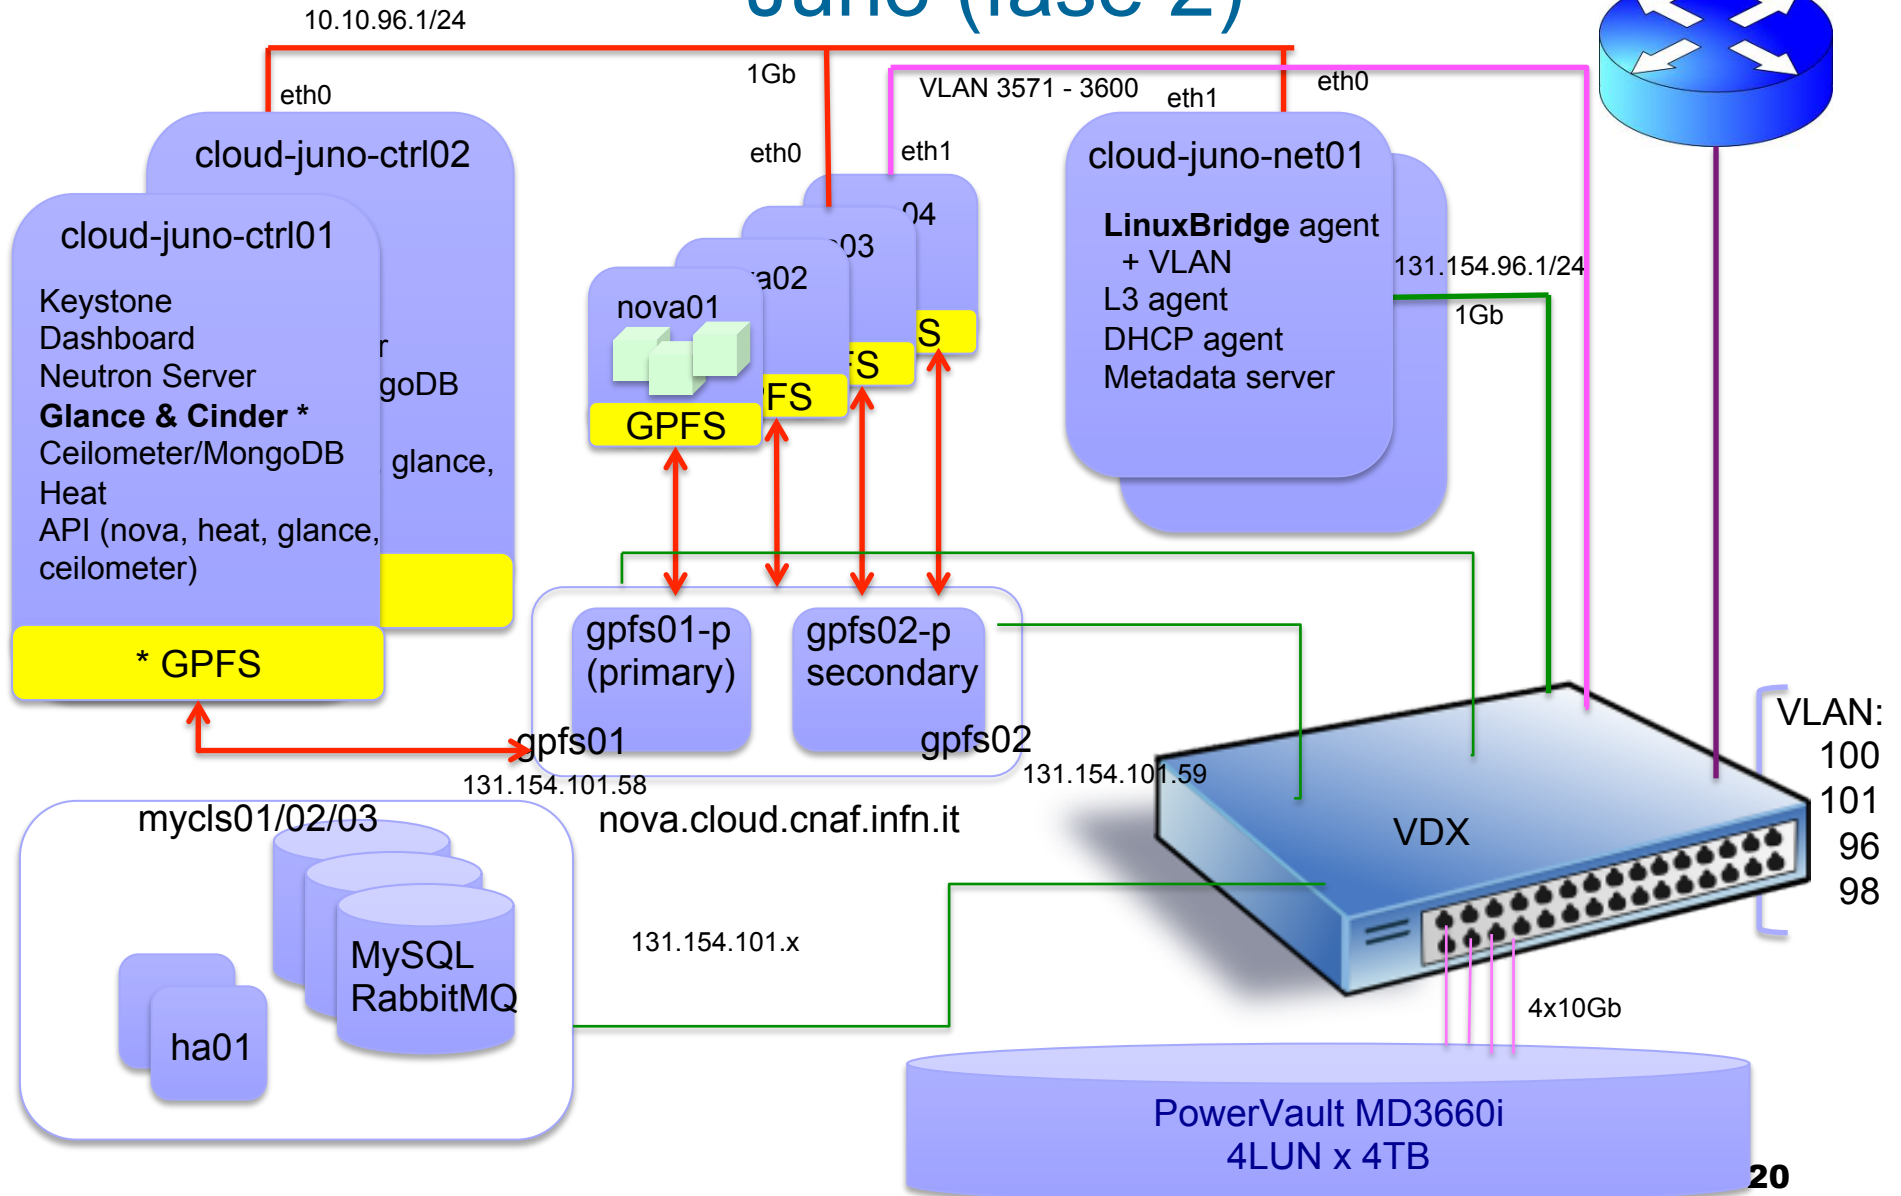 Juno (fase 2)
10.10.96.1/24
1Gb
VLAN 3571 - 3600
eth0
eth1
eth0
eth0
eth1
cloud-juno-ctrl02
r
goDB
glance,
cloud-juno-ctrl01
Keystone
Dashboard
Neutron Server
Glance & Cinder *
Ceilometer/MongoDB
Heat
API (nova, heat, glance,
ceilometer)
* GPFS
04
03
a02
nova01
S
FS
FS
GPFS
cloud-juno-net01
LinuxBridge agent
+ VLAN
L3 agent
DHCP agent
Metadata server
131.154.96.1/24
1Gb
gpfs01-p
(primary)
gpfs02-p
secondary
gpfs01
gpfs02
131.154.101.58
131.154.101.59
nova.cloud.cnaf.infn.it
mycls01/02/03
MySQL
RabbitMQ
ha01
131.154.101.x
VDX
VLAN:
100
101
96
98
4x10Gb
PowerVault MD3660i
4LUN x 4TB
20